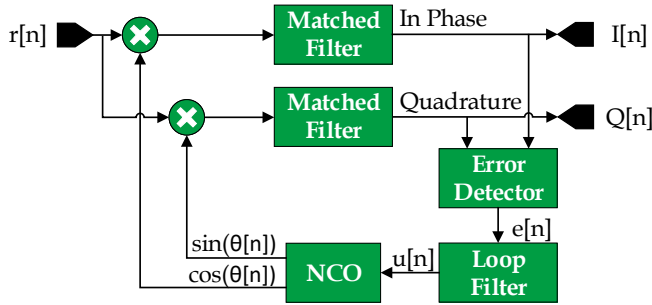 r[n]
Matched
Filter
In Phase
I[n]
Matched
Filter
Quadrature
Q[n]
Error
Detector
e[n]
sin(θ[n])
cos(θ[n])
NCO
u[n]
Loop
Filter